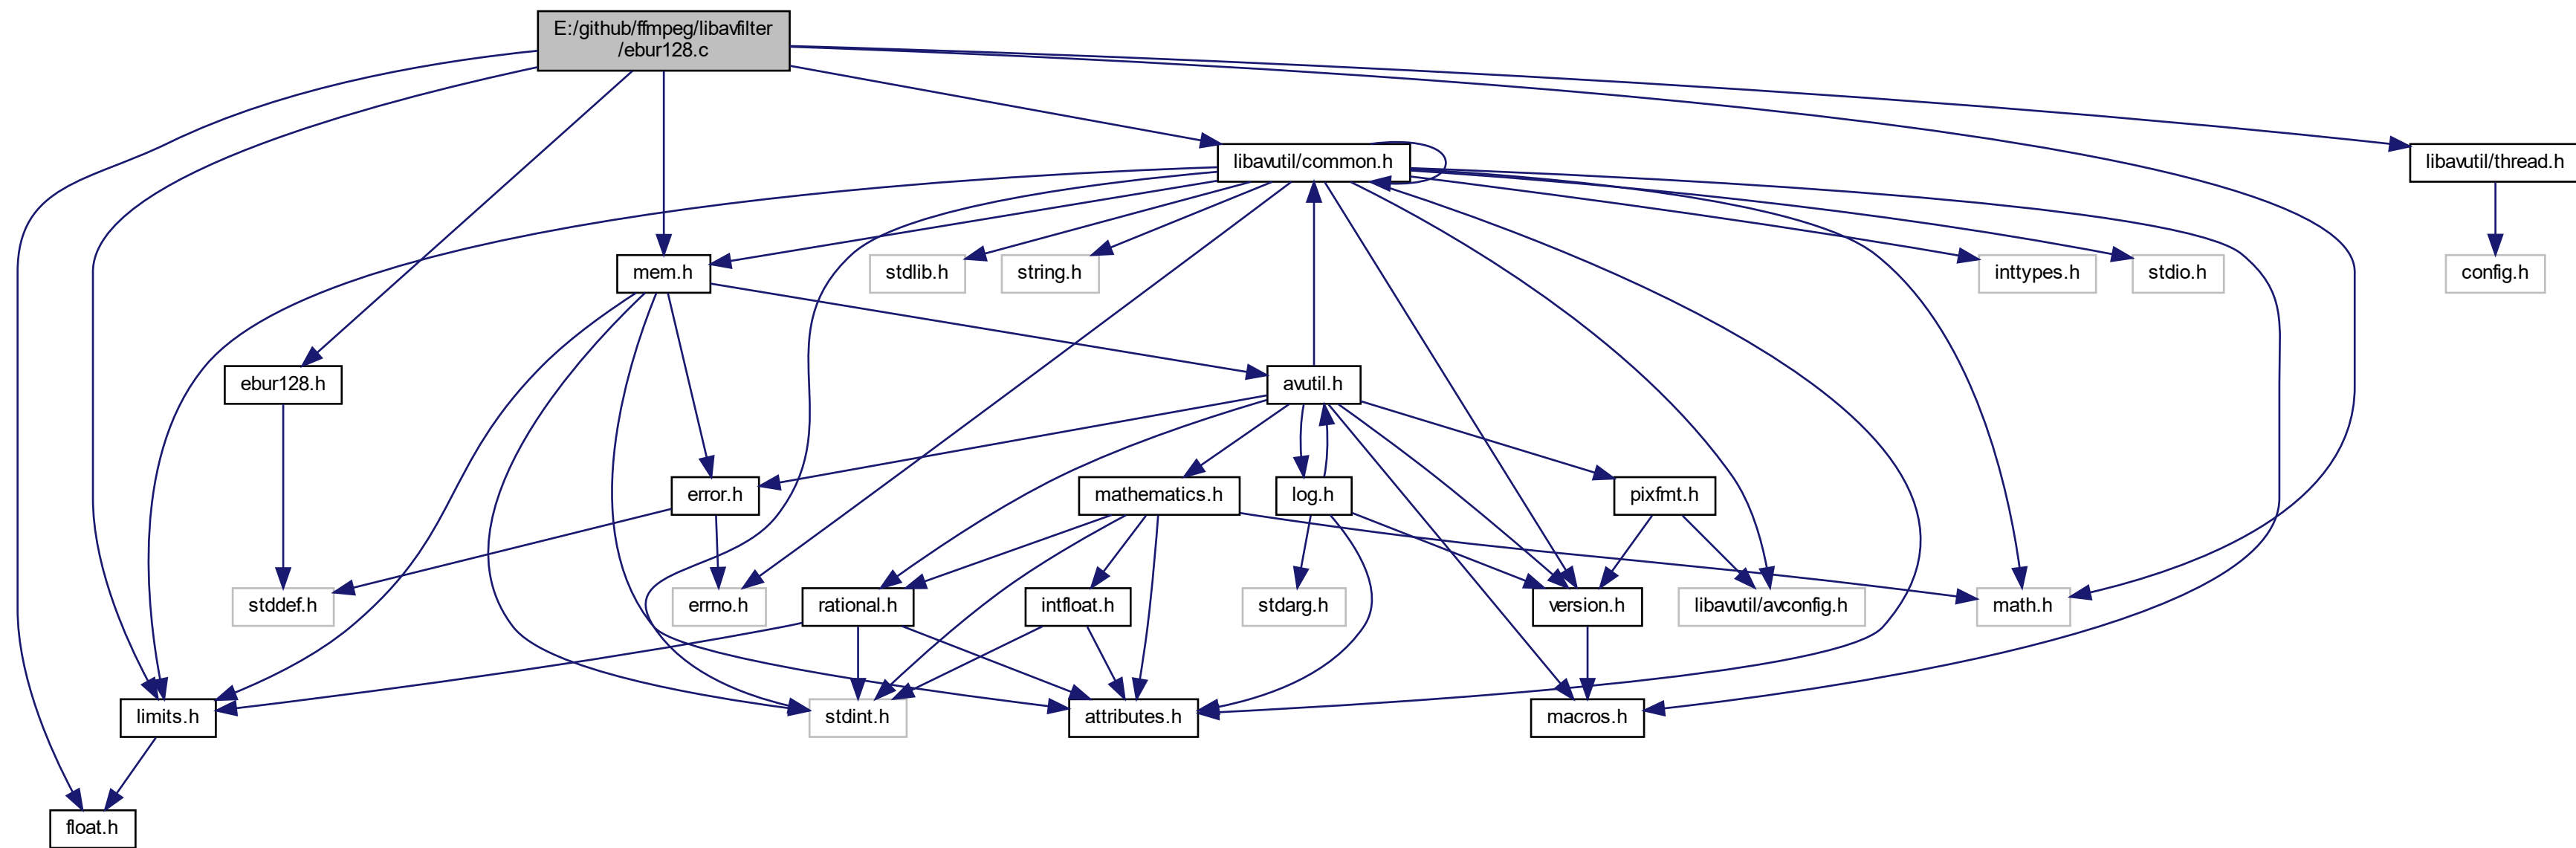 E:/github/ffmpeg/libavfilter
/ebur128.c
libavutil/common.h
libavutil/thread.h
mem.h
stdlib.h
string.h
inttypes.h
stdio.h
config.h
ebur128.h
avutil.h
error.h
mathematics.h
log.h
pixfmt.h
stddef.h
errno.h
rational.h
intfloat.h
stdarg.h
version.h
libavutil/avconfig.h
math.h
limits.h
stdint.h
attributes.h
macros.h
float.h